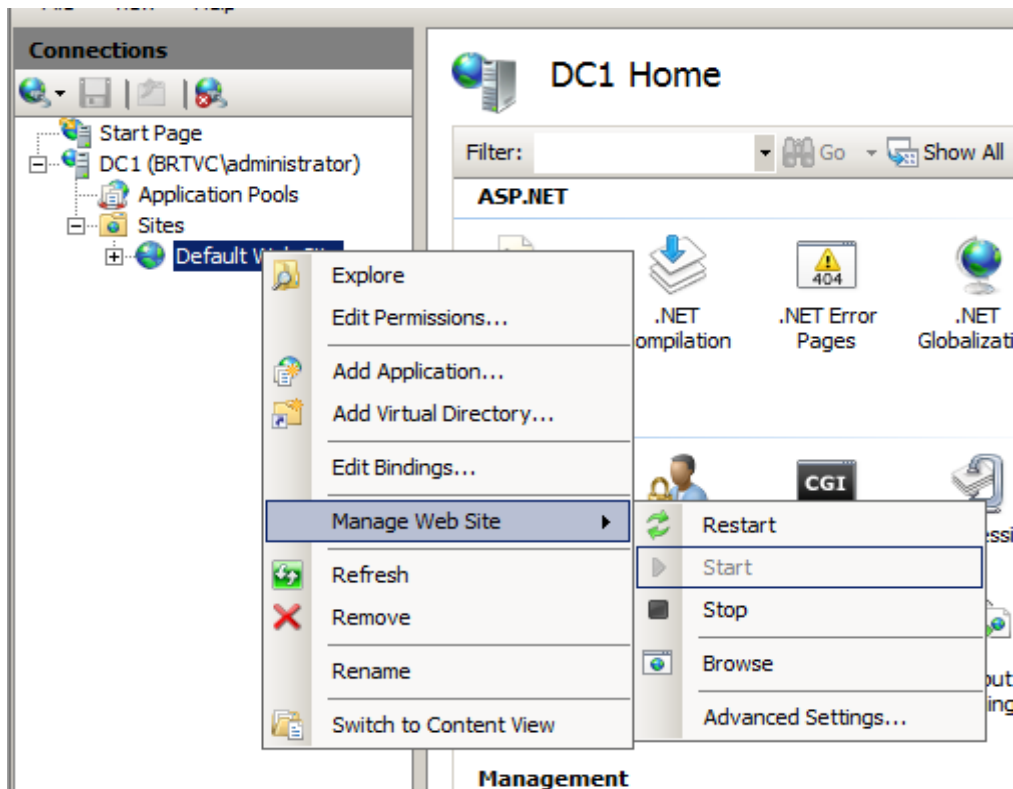 Connections
Start Page
DC1 (BRTVC\administrator)
Application Pools
Sites
Default
DC1 Home
Filter:
Go
Show All
ASP.NET
.NET
.NET Error
Pages
404
.NET
CGI
Explore
Edit Permissions...
Add Application...
Add Virtual Directory...
Edit Bindings...
Manage Web Site
Refresh
Remove
Rename
Switch to Content View
Restart
Start
Stop
Browse
Advanced Settings...
Management